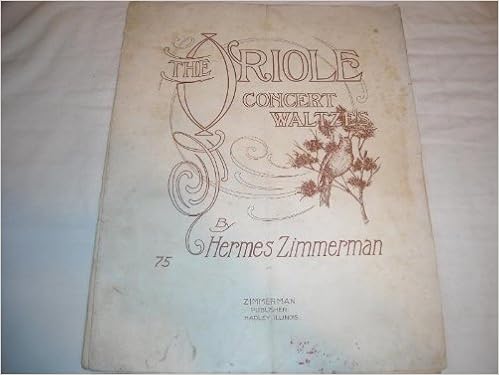 THE ORIOLE
CONCERT
WALTZES
By
Hermes Zimmerman
75
ZIMMERMAN
PUBLISHER
HADLEY ILLINOIS.